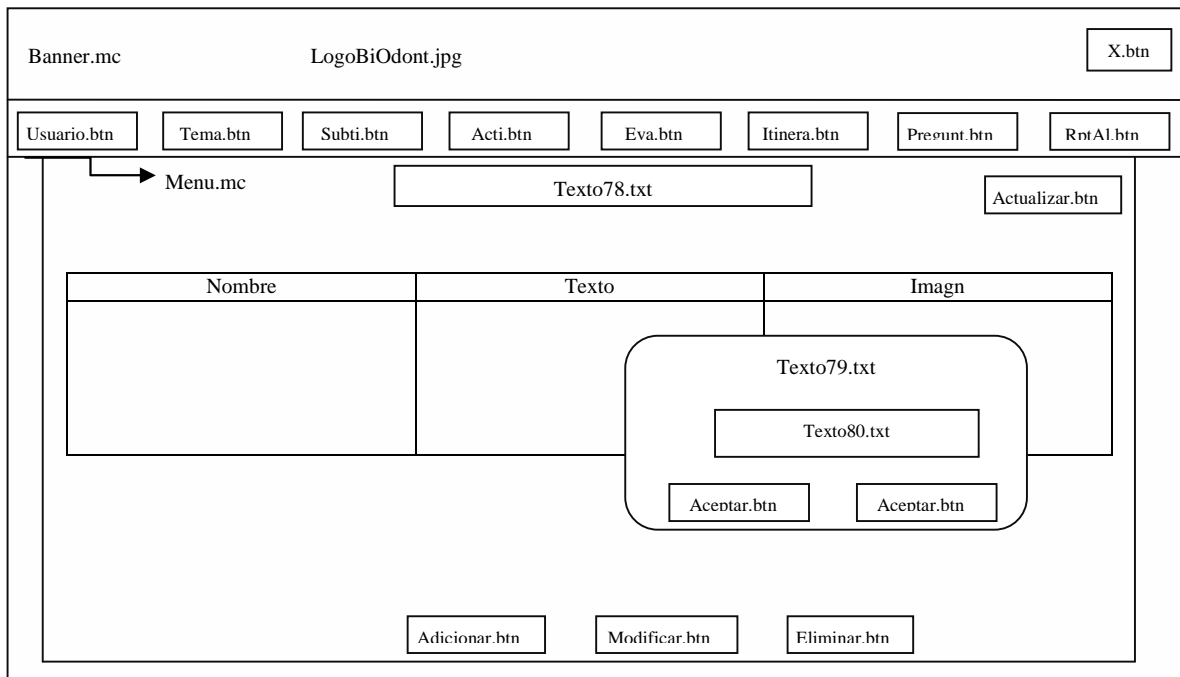 Banner.mc
LogoBiOdont.jpg
X.btn
Usuario.btn
Tema.btn
Subti.btn
Acti.btn
Eva.btn
Itinera.btn
Pregunt.btn
RptAl.btn
Menu.mc
Texto78.txt
Actualizar.btn
Nombre
Texto
Imagn
Texto79.txt
Texto80.txt
Aceptar.btn
Aceptar.btn
Adicionar.btn
Modificar.btn
Eliminar.btn